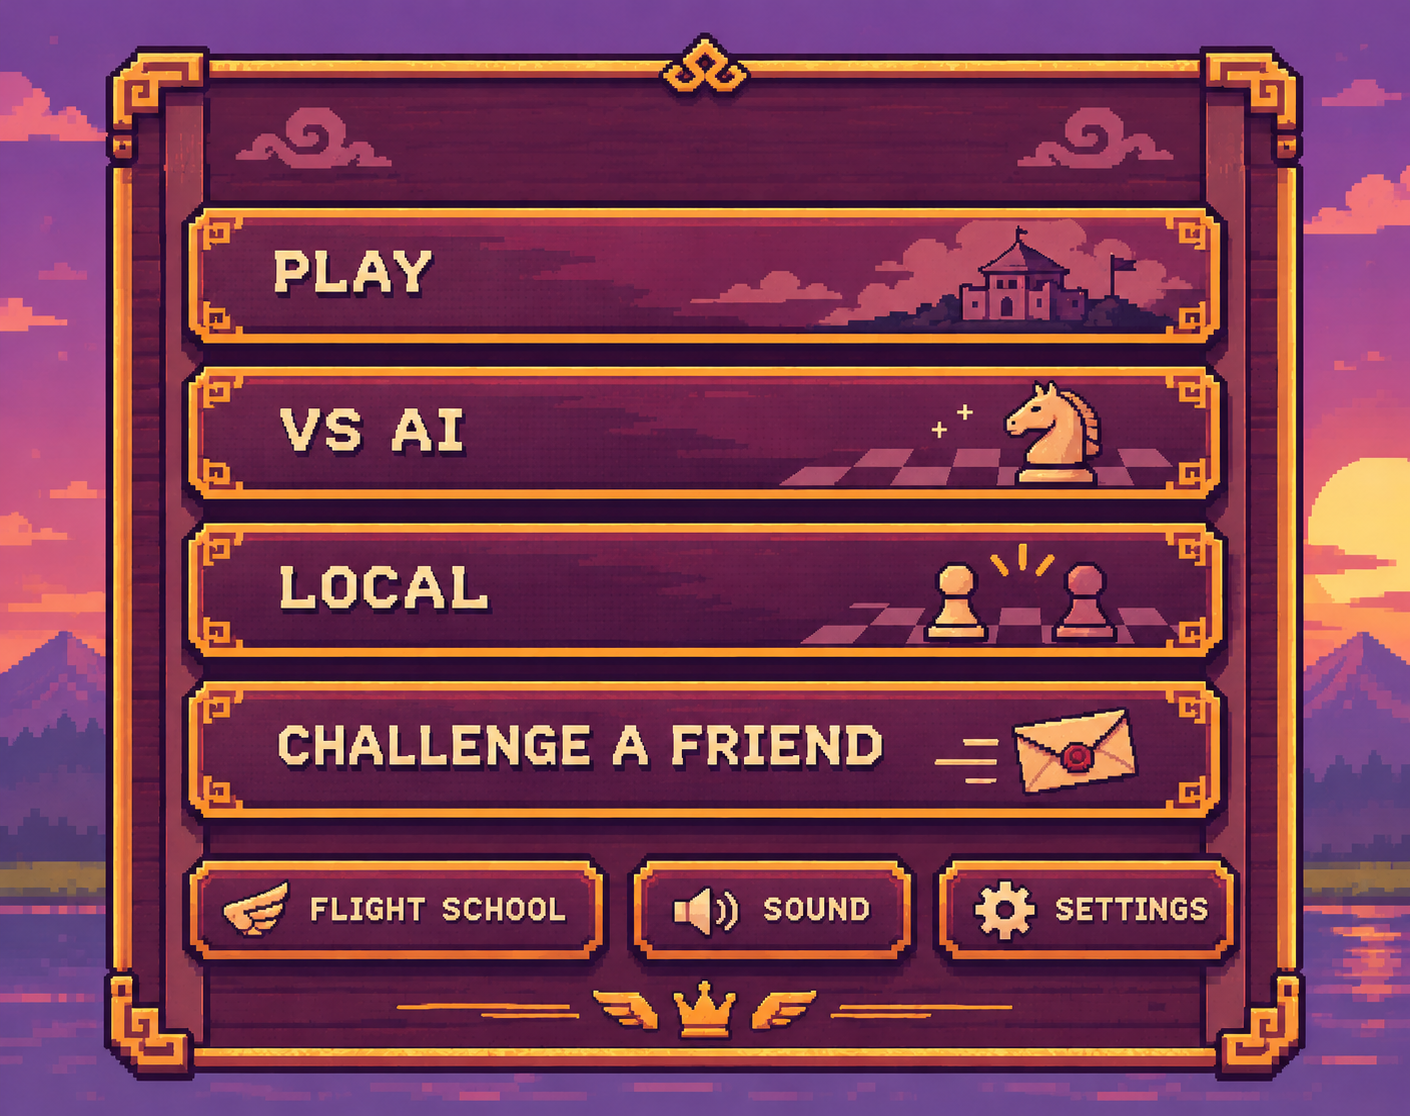 PLAY
VS AI
LOCAL
CHALLENGE A FRIEND
FLIGHT SCHOOL
SOUND
SETTINGS